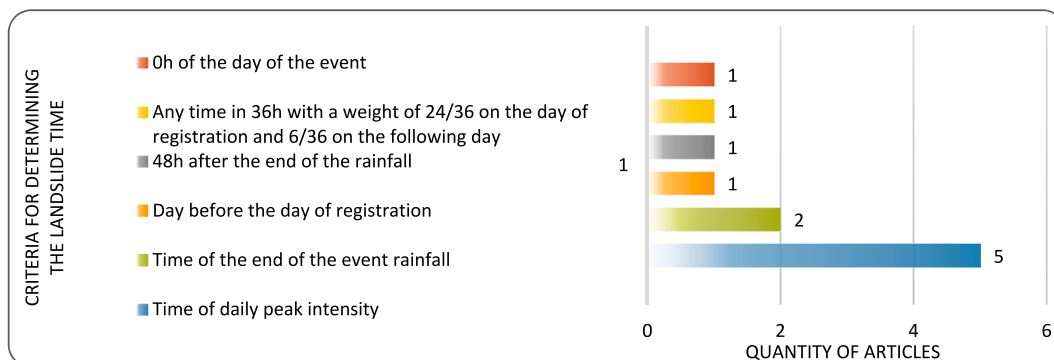 CRITERIA FOR DETERMINING
THE LANDSLIDE TIME
0h of the day of the event
Any time in 36h with a weight of 24/36 on the day of
registration and 6/36 on the following day
48h after the end of the rainfall
Day before the day of registration
Time of the end of the event rainfall
Time of daily peak intensity
1
1
1
1
1
2
5
0 2 4 6
QUANTITY OF ARTICLES